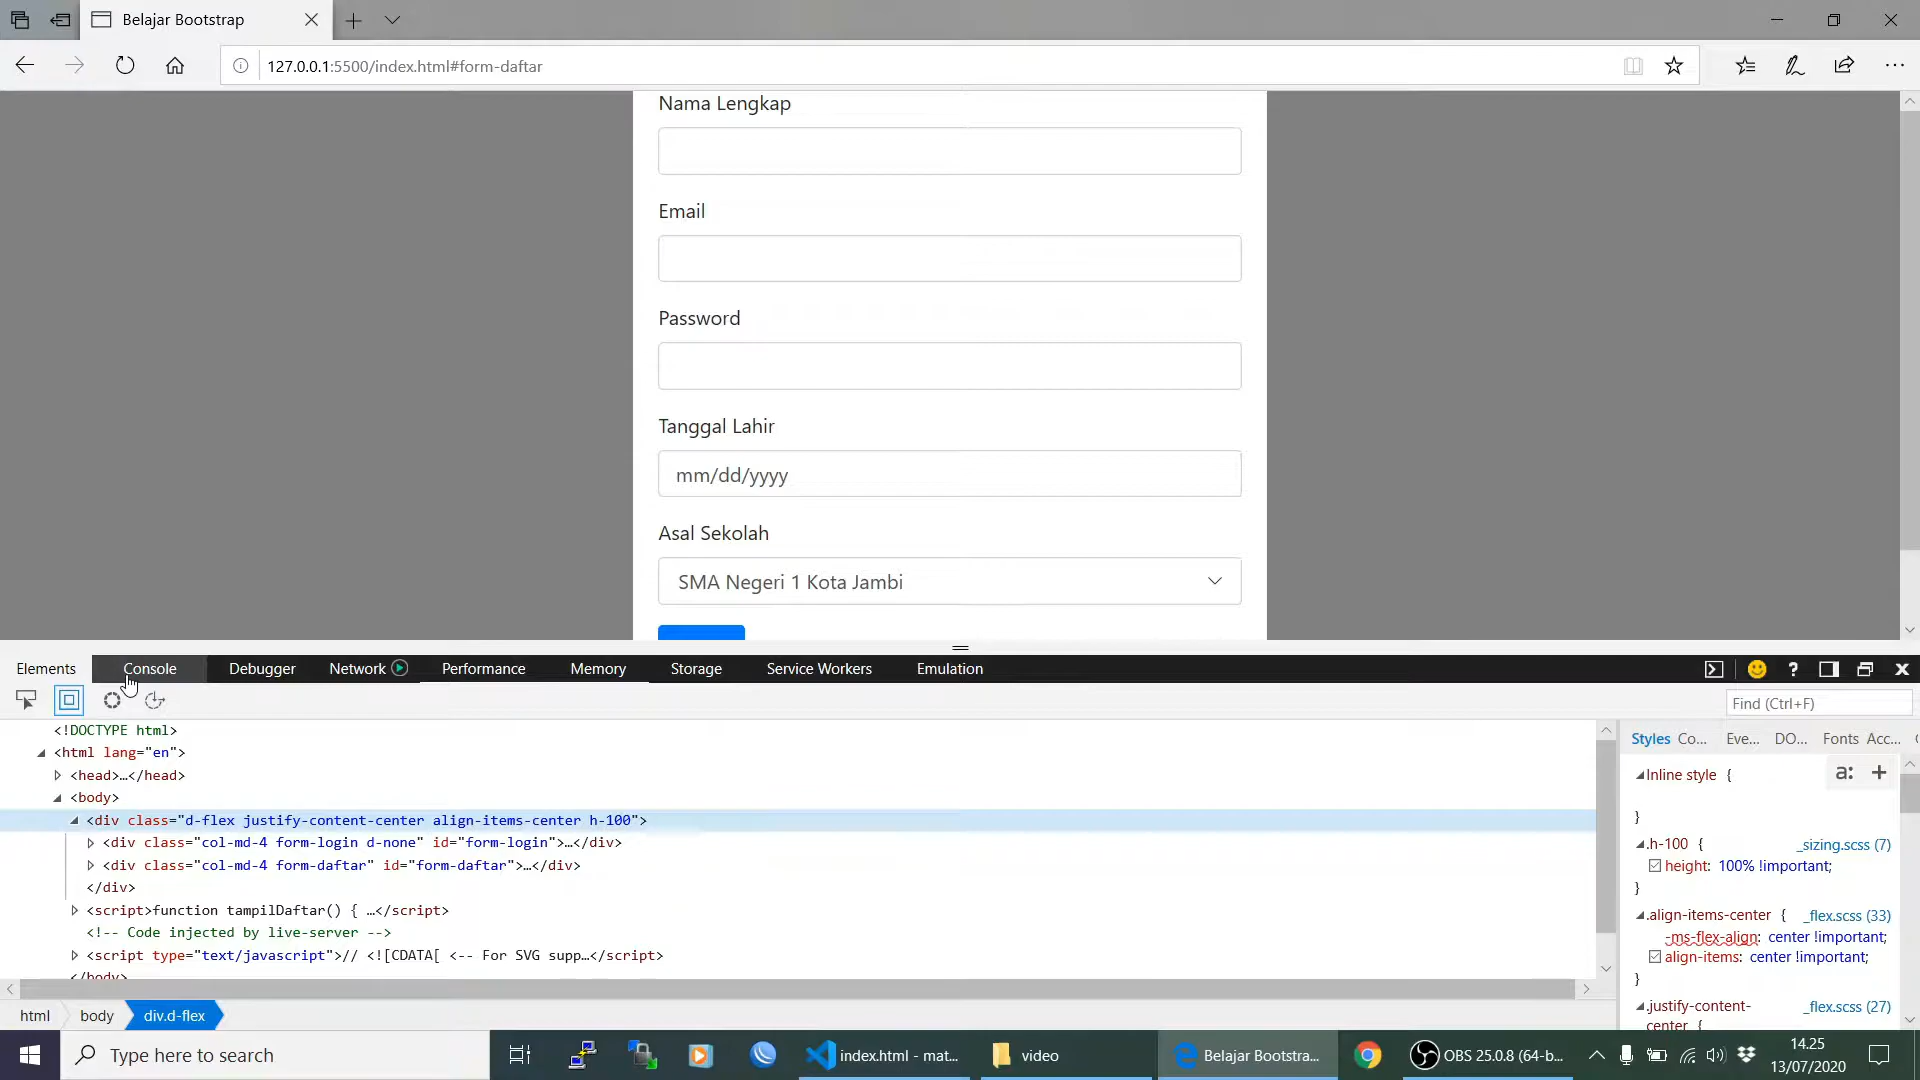 Belajar Bootstrap
127.0.0.1:5500/index.html#form-daftar
Nama Lengkap
Email
Password
Tanggal Lahir
mm/dd/yyyy
Asal Sekolah
SMA Negeri 1 Kota Jambi
Elements Console Debugger Network Performance Memory Storage Service Workers Emulation
Find (Ctrl+F)
<!DOCTYPE html>
<html lang="en">
<head>…</head>
<body>
<div class="d-flex justify-content-center align-items-center h-100">
<div class="col-md-4 form-login d-none" id="form-login">…</div>
<div class="col-md-4 form-daftar" id="form-daftar">…</div>
</div>
<script>function tampilDaftar() { …</script>
<!-- Code injected by live-server -->
<script type="text/javascript">// <![CDATA[ <-- For SVG supp…</script>
</body>
Styles Co... Eve... DO... Fonts Acc...
Inline style {
a: +
}
.h-100 { _sizing.scss (7)
height: 100% !important;
}
.align-items-center { _flex.scss (33)
-ms-flex-align: center !important;
align-items: center !important;
}
.justify-content- _flex.scss (27)
center {
html body div.d-flex
Type here to search
index.html - mat...
video
Belajar Bootstra...
OBS 25.0.8 (64-b...
14.25
13/07/2020